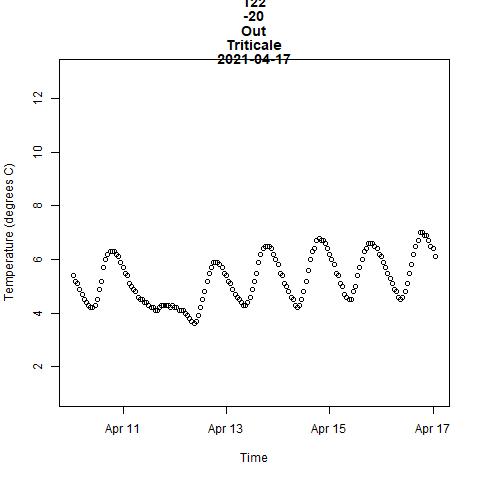 122
-20
Out
Triticale
2021-04-17
Temperature (degrees C)
12
10
8
6
4
2
Apr 11
Apr 13
Apr 15
Apr 17
Time